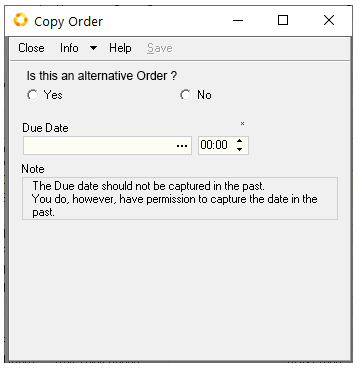 Copy Order
Close Info Help Save
Is this an alternative Order ?
Yes No
Due Date
... 00:00
Note
The Due date should not be captured in the past.
You do, however, have permission to capture the date in the
past.